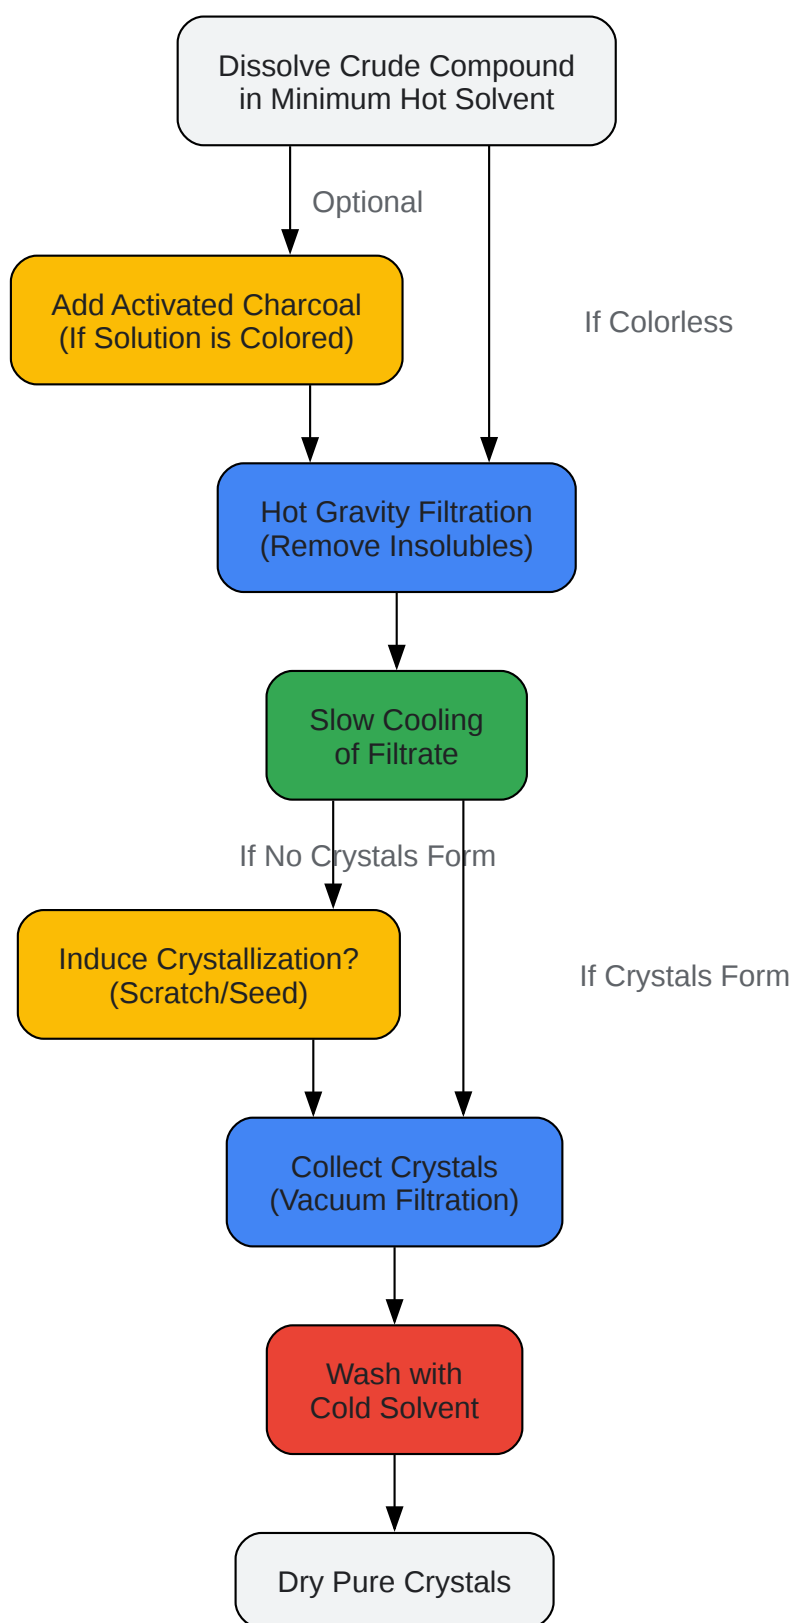 Dissolve Crude Compound
in Minimum Hot Solvent
Optional
Add Activated Charcoal
(If Solution is Colored)
If Colorless
Hot Gravity Filtration
(Remove Insolubles)
Slow Cooling
of Filtrate
If No Crystals Form
Induce Crystallization?
(Scratch/Seed)
If Crystals Form
Collect Crystals
(Vacuum Filtration)
Wash with
Cold Solvent
Dry Pure Crystals